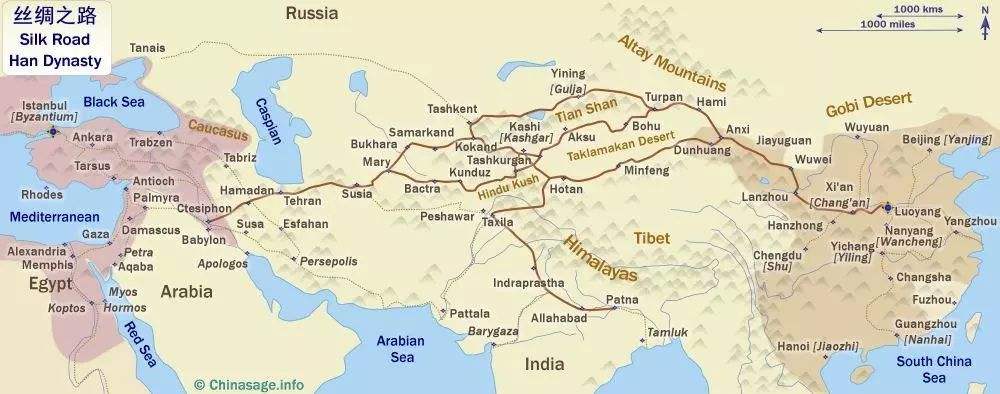 丝绸之路
Silk Road
Han Dynasty
Russia
1000 kms
1000 miles
N
Altay Mountains
Tanais
Black Sea
Istanbul
[Byzantium]
Ankara
Trabzen
Caucasus
Caspian
Tashkent
Yining
[Gulja]
Tian Shan
Turpan
Hami
Gobi Desert
Samarkand
Bukhara
Kokand
Kashi
[Kashgar]
Aksu
Bohu
Taklamakan Desert
Anxi
Dunhuang
Jiayuguan
Wuyuan
Beijing [Yanjing]
Tarsus
Tabriz
Mary
Tashkurgan
Kunduz
Bactra
Hindu Kush
Hotan
Minfeng
Wuwei
Rhodes
Antioch
Palmyra
Hamadan
Tehran
Susia
Lanzhou
Xi'an
[Chang'an]
Luoyang
Mediterranean
Ctesiphon
Damascus
Susa
Esfahan
Peshawar
Taxila
Himalayas
Tibet
Hanzhong
Nanyang
[Wancheng]
Yangzhou
Alexandria
Memphis
Gaza
Petra
Aqaba
Babylon
Apologos
Persepolis
Chengdu
[Shu]
Yichang
[Yiling]
Egypt
Koptos
Myos
Hormos
Arabia
Indraprastha
Patna
Allahabad
Changsha
Fuzhou
Red Sea
Arabian
Sea
Pattala
Barygaza
India
Tamluk
Hanoi [Jiaozhi]
Guangzhou
[Nanhai]
South China
Sea
© Chinasage.info